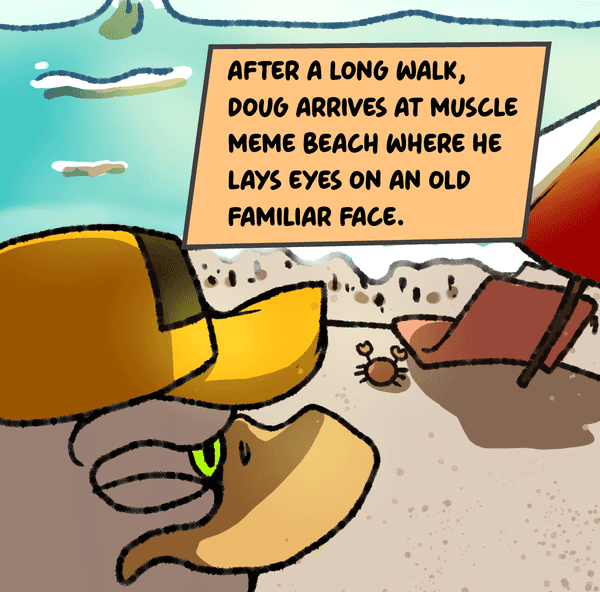 AFTER A LONG WALK,
DOUG ARRIVES AT MUSCLE
MEME BEACH WHERE HE
LAYS EYES ON AN OLD
FAMILIAR FACE.